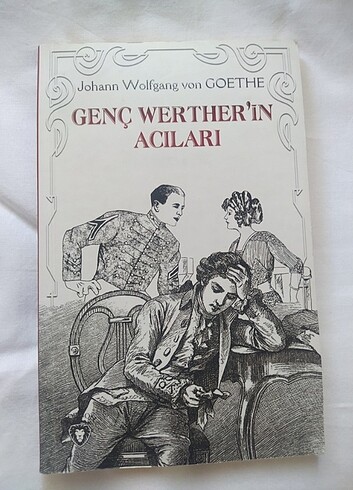 Johann Wolfgang von GOETHE
GENÇ WERTHER'İN
ACILARI